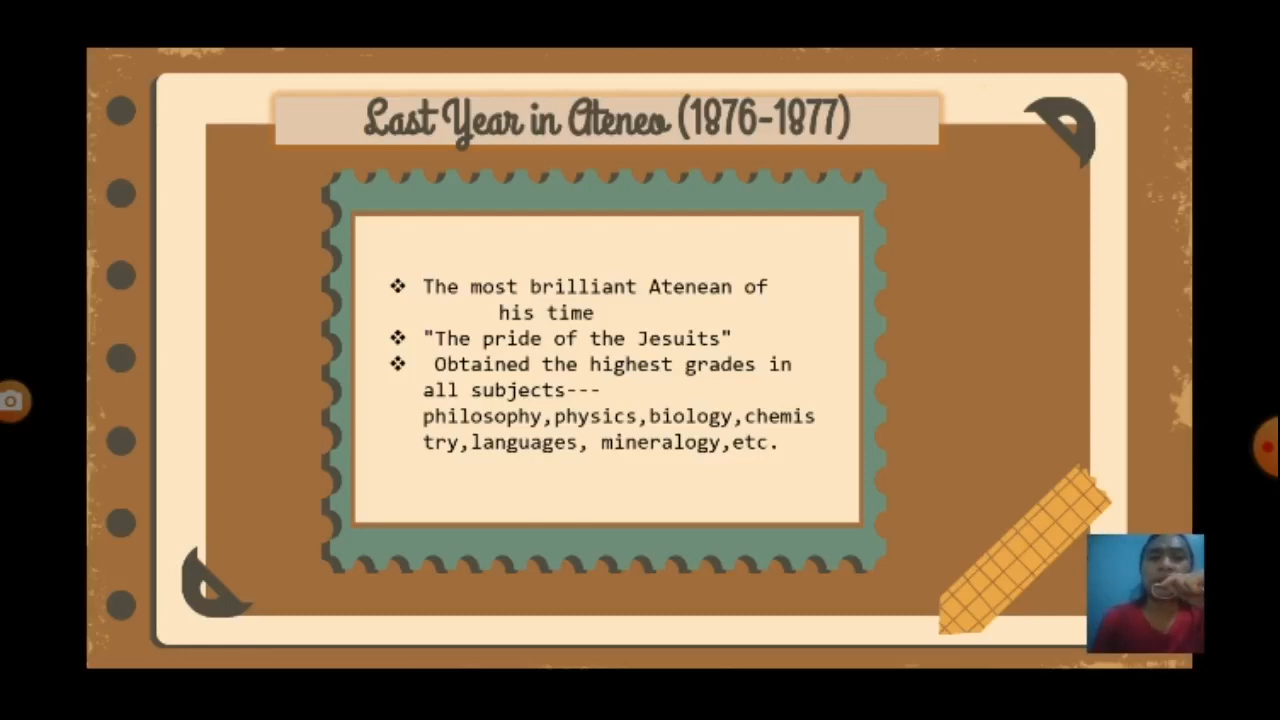 Last Year in Ateneo (1876-1877)
❖ The most brilliant Atenean of
his time
❖ "The pride of the Jesuits"
❖ Obtained the highest grades in
all subjects---
philosophy,physics,biology,chemis
try,languages, mineralogy,etc.